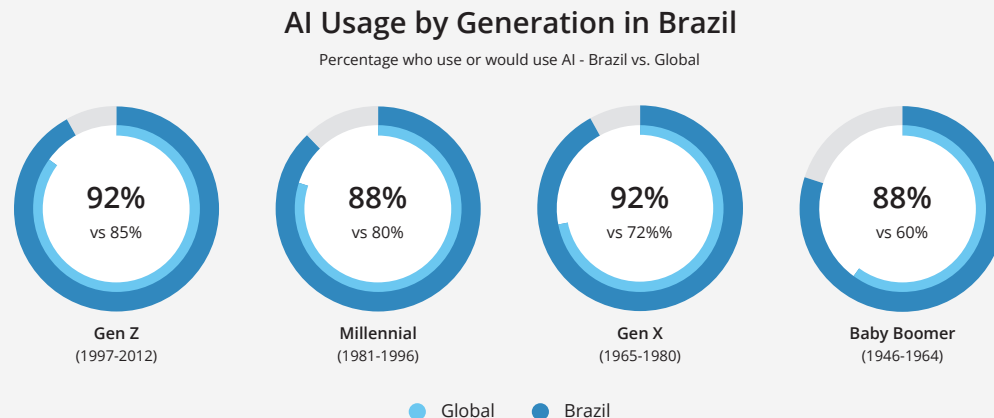 AI Usage by Generation in Brazil
Percentage who use or would use AI - Brazil vs. Global
92%
vs 85%
Gen Z
(1997-2012)
88%
vs 80%
Millennial
(1981-1996)
92%
vs 72%%
Gen X
(1965-1980)
88%
vs 60%
Baby Boomer
(1946-1964)
Global
Brazil